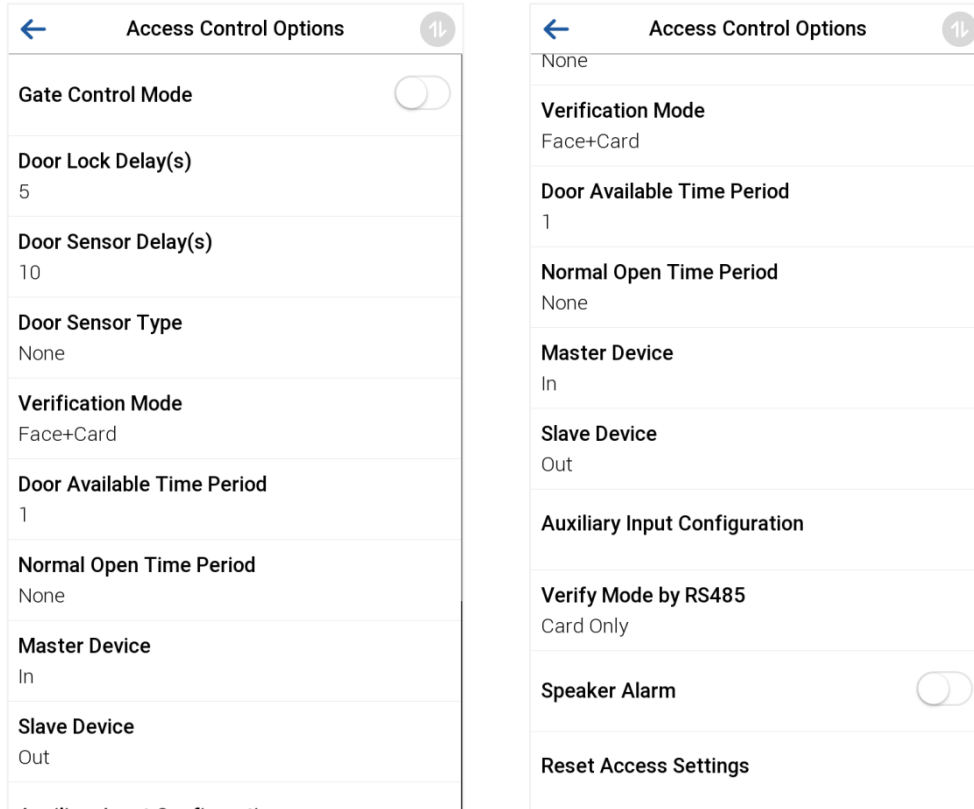 Access Control Options
Gate Control Mode
Door Lock Delay(s)
5
Door Sensor Delay(s)
10
Door Sensor Type
None
Verification Mode
Face+Card
Door Available Time Period
1
Normal Open Time Period
None
Master Device
In
Slave Device
Out
Access Control Options
None
Verification Mode
Face+Card
Door Available Time Period
1
Normal Open Time Period
None
Master Device
In
Slave Device
Out
Auxiliary Input Configuration
Verify Mode by RS485
Card Only
Speaker Alarm
Reset Access Settings